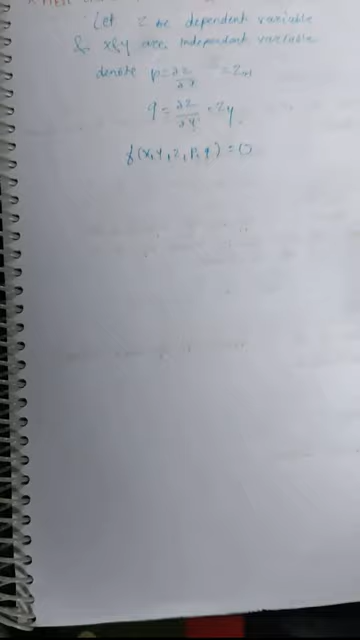 Let z be dependent variable
& x & y are independent variable
denote p = ∂z/∂x = zx
q = ∂z/∂y = zy
f(x, y, z, p, q) = 0